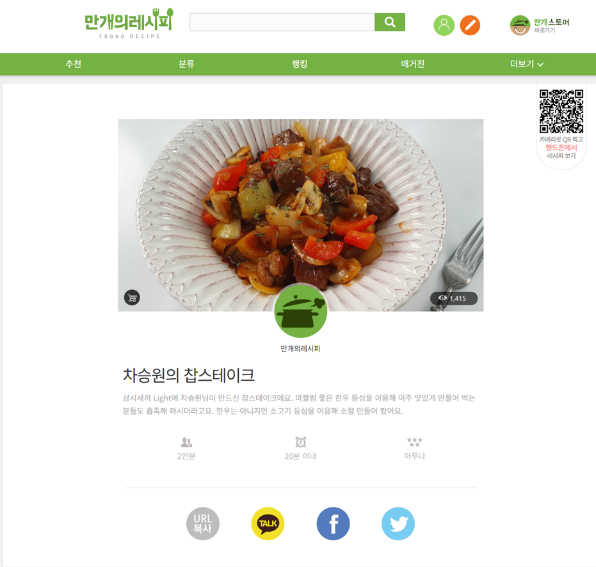 만개의레시피
10000 RECIPE
만개스토어
바로가기
추천
분류
랭킹
매거진
더보기
카메라로 QR 찍고
핸드폰에서
레시피 보기
1,415
만개의레시피
차승원의 찹스테이크
삼시세끼 Light에 차승원님이 만드신 찹스테이크에요. 마블링 좋은 한우 등심을 이용해 아주 맛있게 만들어 먹는
분들도 흡족해 하시더라고요. 한우는 아니지만 소고기 등심을 이용해 소량 만들어 봤어요.
2인분
20분 이내
아무나
URL
복사
TALK